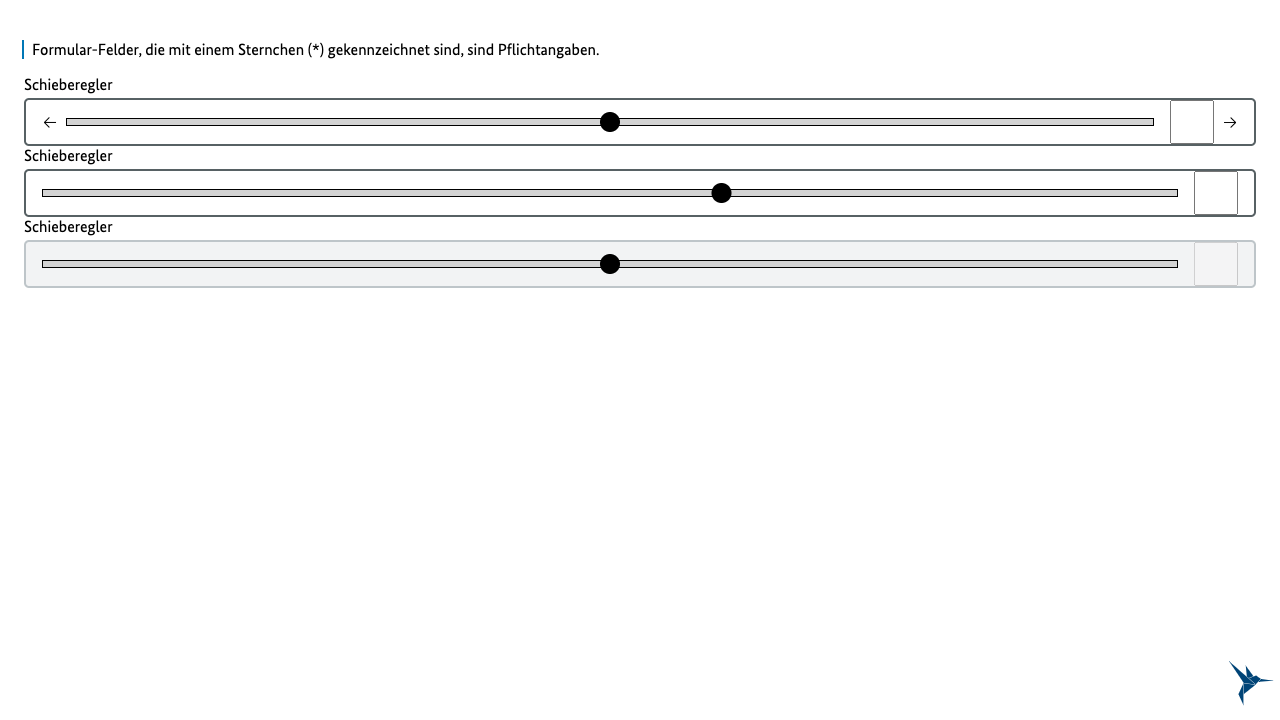 Formular-Felder, die mit einem Sternchen (*) gekennzeichnet sind, sind Pflichtangaben.
Schieberegler
Schieberegler
Schieberegler